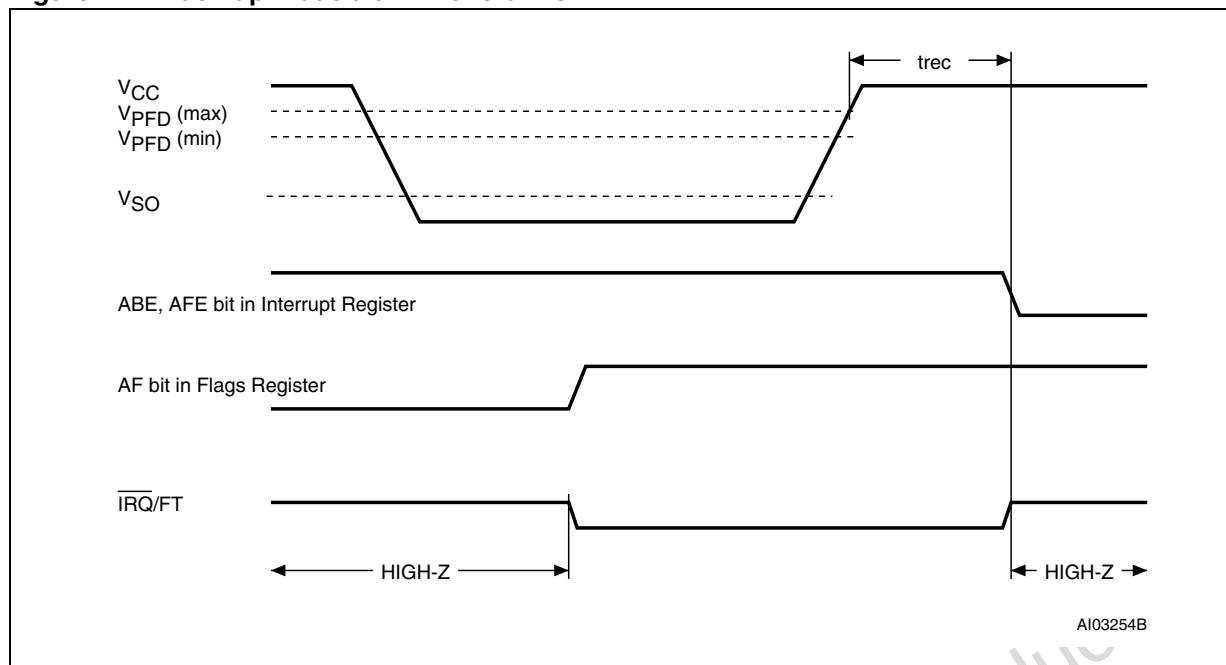 trec
VCC
VPFD (max)
VPFD (min)
VSO
ABE, AFE bit in Interrupt Register
AF bit in Flags Register
IRQ/FT
HIGH-Z
HIGH-Z
AI03254B